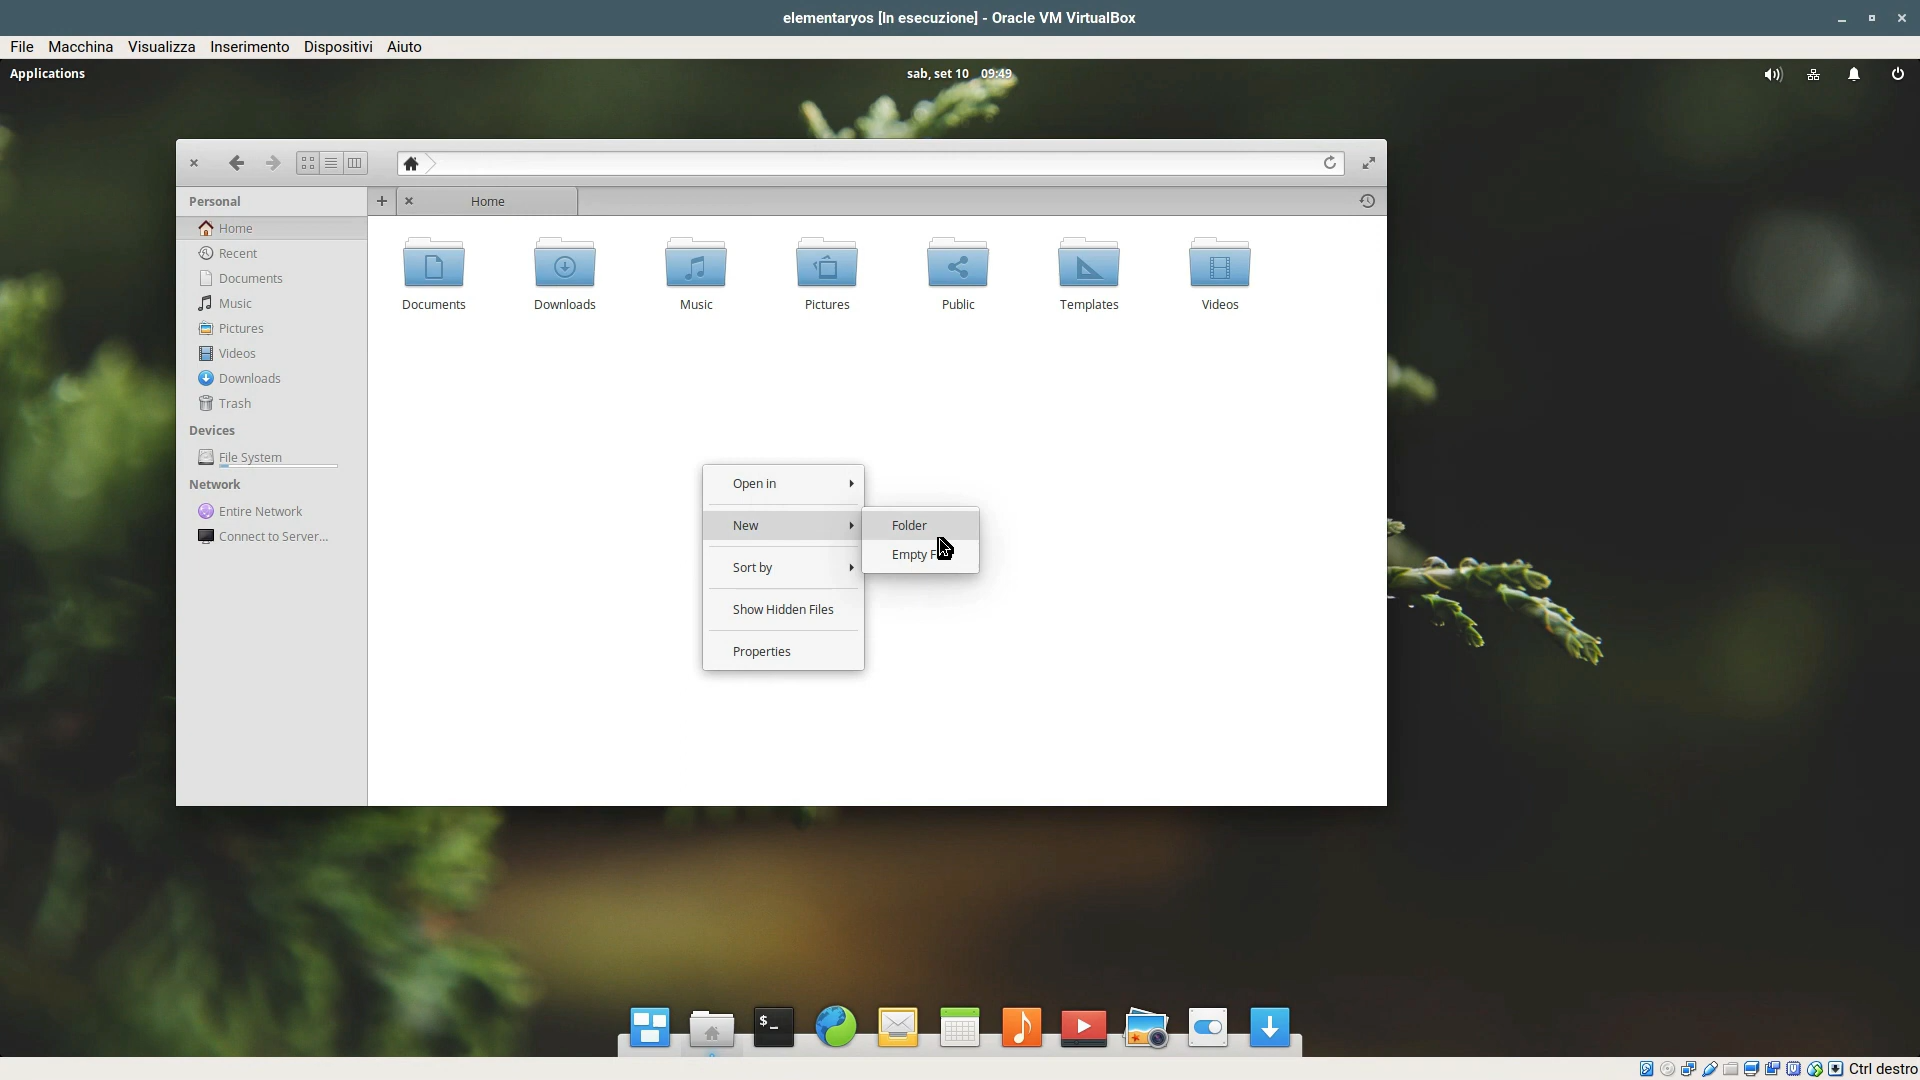 elementaryos [In esecuzione] - Oracle VM VirtualBox
File Macchina Visualizza Inserimento Dispositivi Aiuto
Applications sab, set 10 09:49
Personal
Home
Home
Recent
Documents
Music
Pictures
Videos
Downloads
Trash
Devices
File System
Network
Entire Network
Connect to Server...
Documents Downloads Music Pictures Public Templates Videos
Open in
New
Sort by
Show Hidden Files
Properties
Folder
Empty F
$_
Ctrl destro